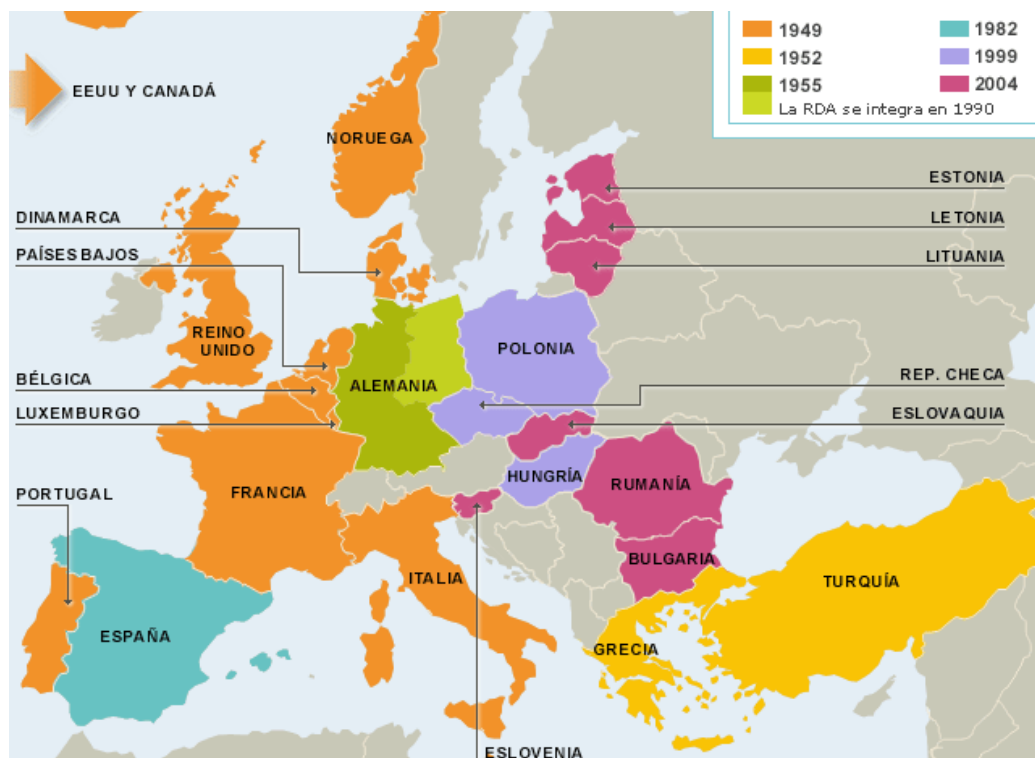 1949
1982
1952
1999
1955
2004
La RDA se integra en 1990
EEUU Y CANADÁ
NORUEGA
ESTONIA
DINAMARCA
LETONIA
PAÍSES BAJOS
LITUANIA
REINO
UNIDO
POLONIA
BÉLGICA
ALEMANIA
REP. CHECA
LUXEMBURGO
ESLOVAQUIA
PORTUGAL
FRANCIA
HUNGRÍA
RUMANÍA
BULGARIA
ITALIA
TURQUÍA
ESPAÑA
GRECIA
ESLOVENIA